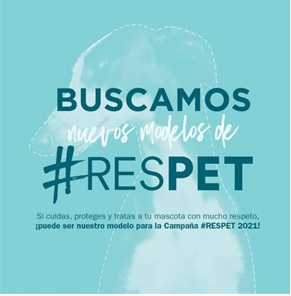 BUSCAMOS
nuevos modelos de
#RESPET
Si cuidas, proteges y tratas a tu mascota con mucho respeto,
¡puede ser nuestro modelo para la Campaña #RESPET 2021!